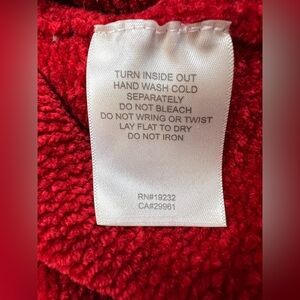 TURN INSIDE OUT
HAND WASH COLD
SEPARATELY
DO NOT BLEACH
DO NOT WRING OR TWIST
LAY FLAT TO DRY
DO NOT IRON
RN#19232
CA#29961